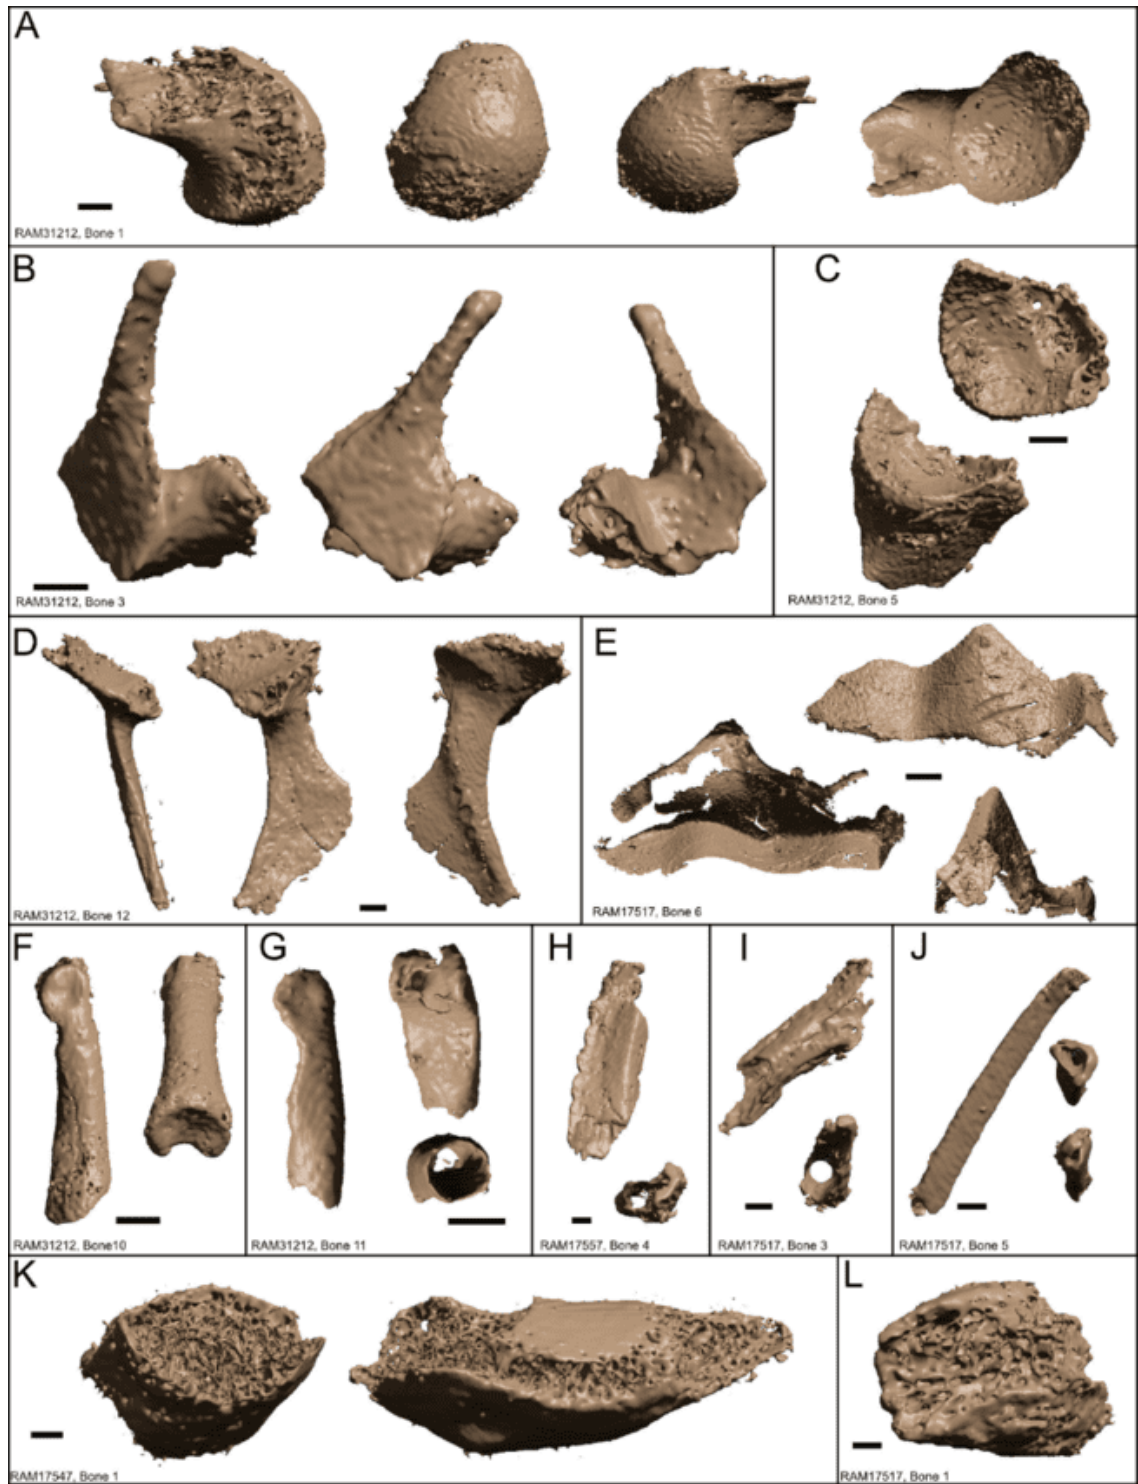 A
RAM31212, Bone 1
B
RAM31212, Bone 3
C
RAM31212, Bone 5
D
RAM31212, Bone 12
E
RAM17517, Bone 6
F
RAM31212, Bone10
G
RAM31212, Bone 11
H
RAM17557, Bone 4
I
RAM17517, Bone 3
J
RAM17517, Bone 5
K
RAM17547, Bone 1
L
RAM17517, Bone 1